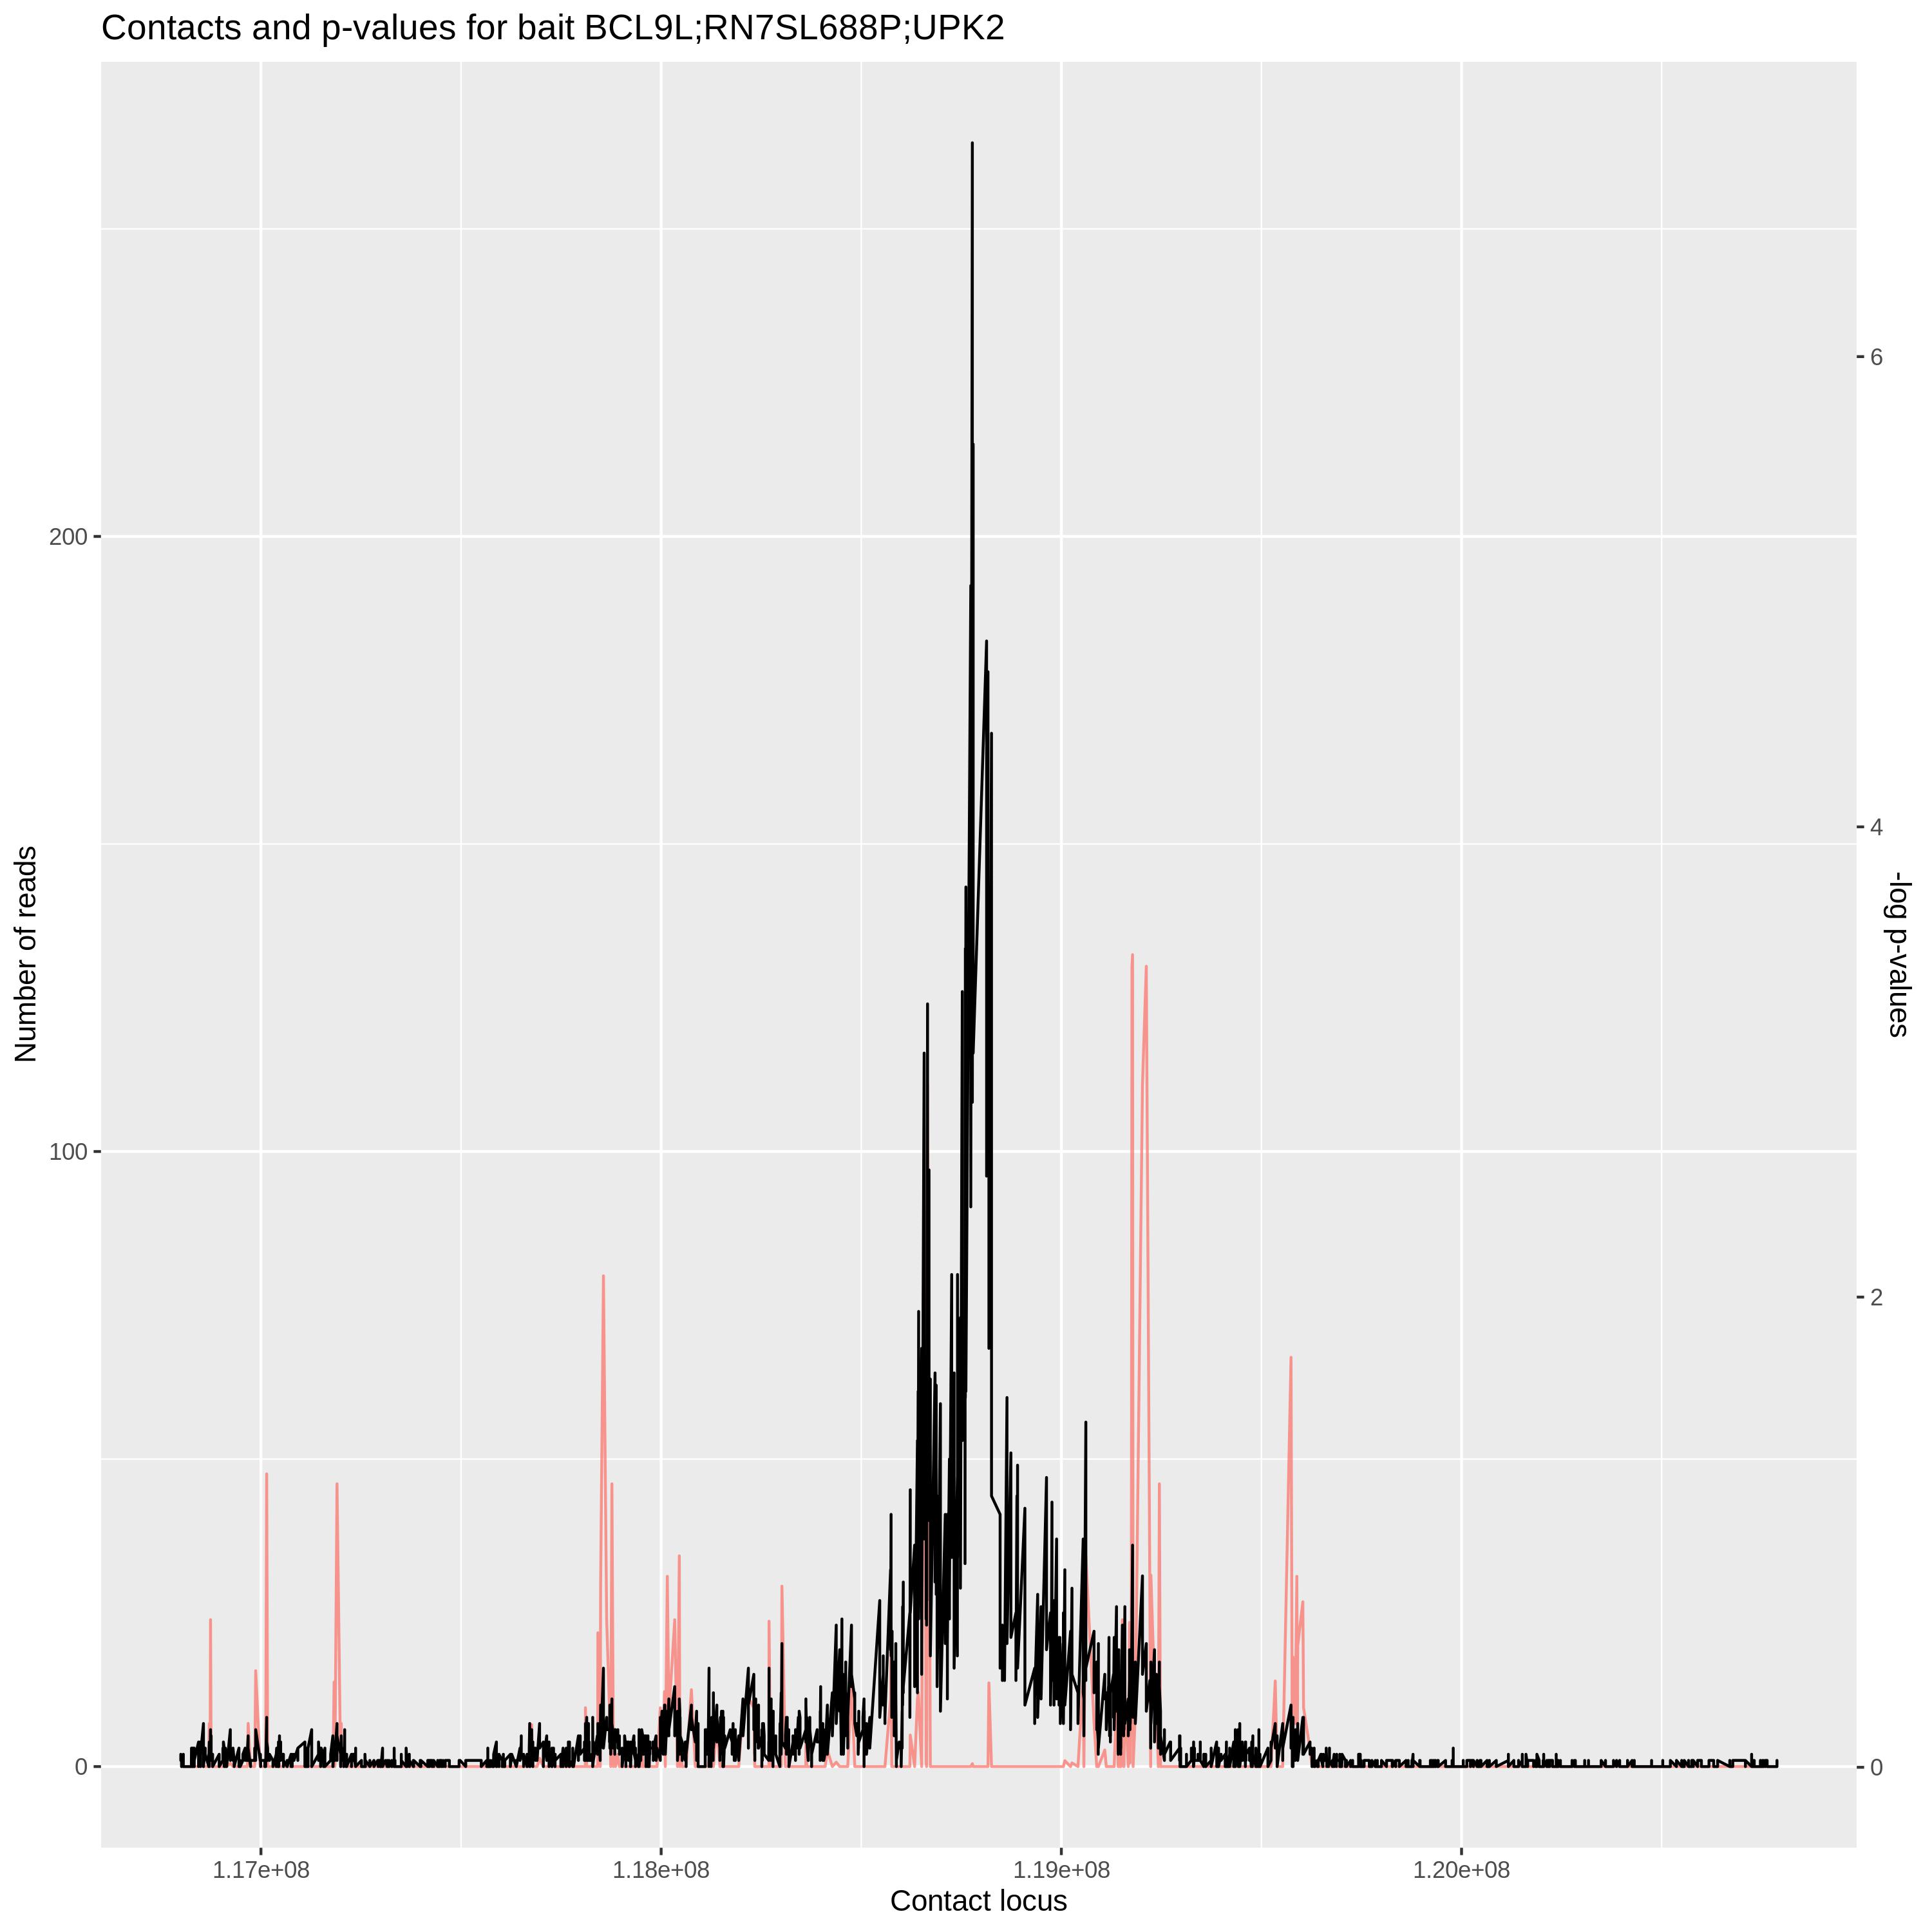 Contacts and p-values for bait BCL9L;RN7SL688P;UPK2
Number of reads
200
100
0
6
4
2
0
-log p-values
1.17e+08
1.18e+08
1.19e+08
1.20e+08
Contact locus